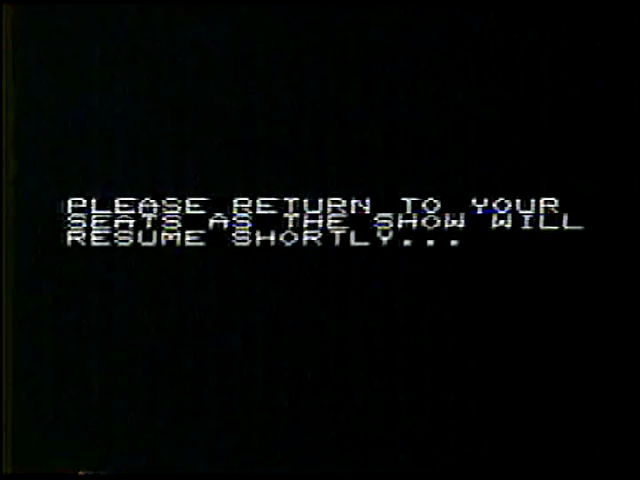 PLEASE RETURN TO YOUR
SEATS AS THE SHOW WILL
RESUME SHORTLY...